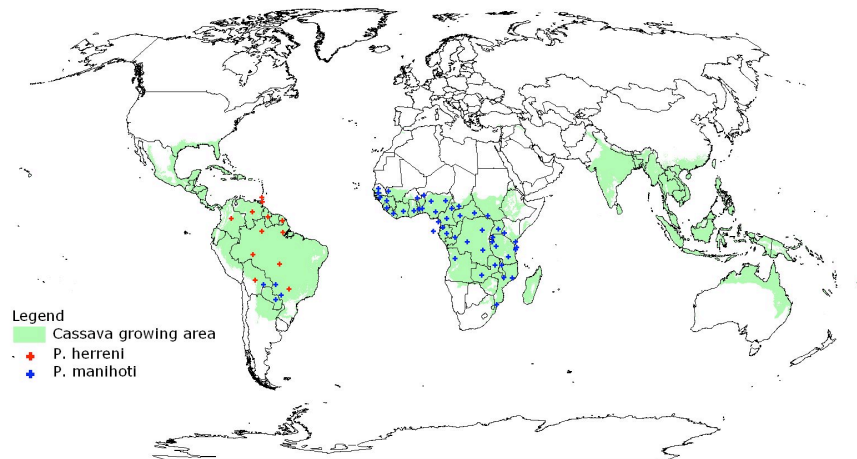 Legend
Cassava growing area
P. herreni
P. manihoti